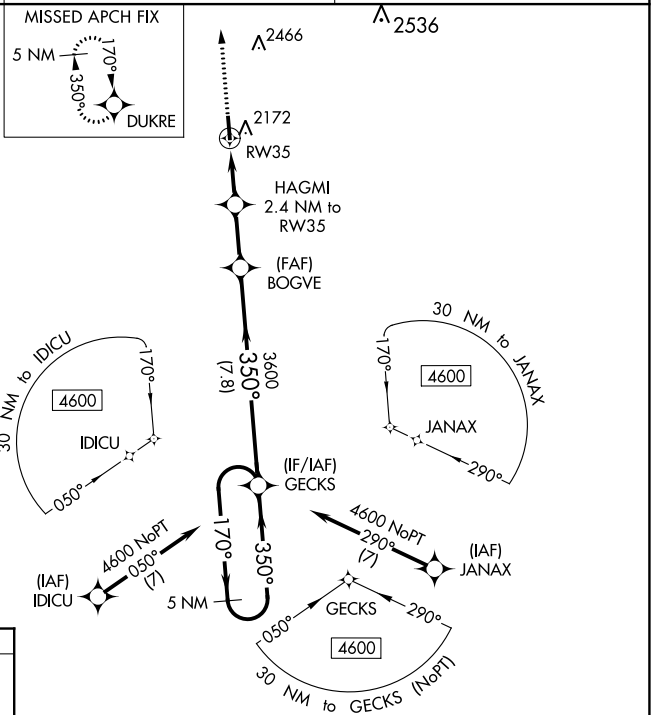 MISSED APCH FIX
5 NM
170°
350°
DUKRE
2466
2536
2172
RW35
HAGMI
2.4 NM to
RW35
(FAF)
BOGVE
3600
350°
(7.8)
30 NM to IDICU
170°
4600
IDICU
050°
30 NM to JANAX
170°
4600
JANAX
290°
(IF/IAF)
GECKS
170°
350°
5 NM
4600 NoPT
050°
(7)
(IAF)
IDICU
4600 NoPT
290°
(7)
(IAF)
JANAX
GECKS
050°
290°
4600
30 NM to GECKS (NoPT)